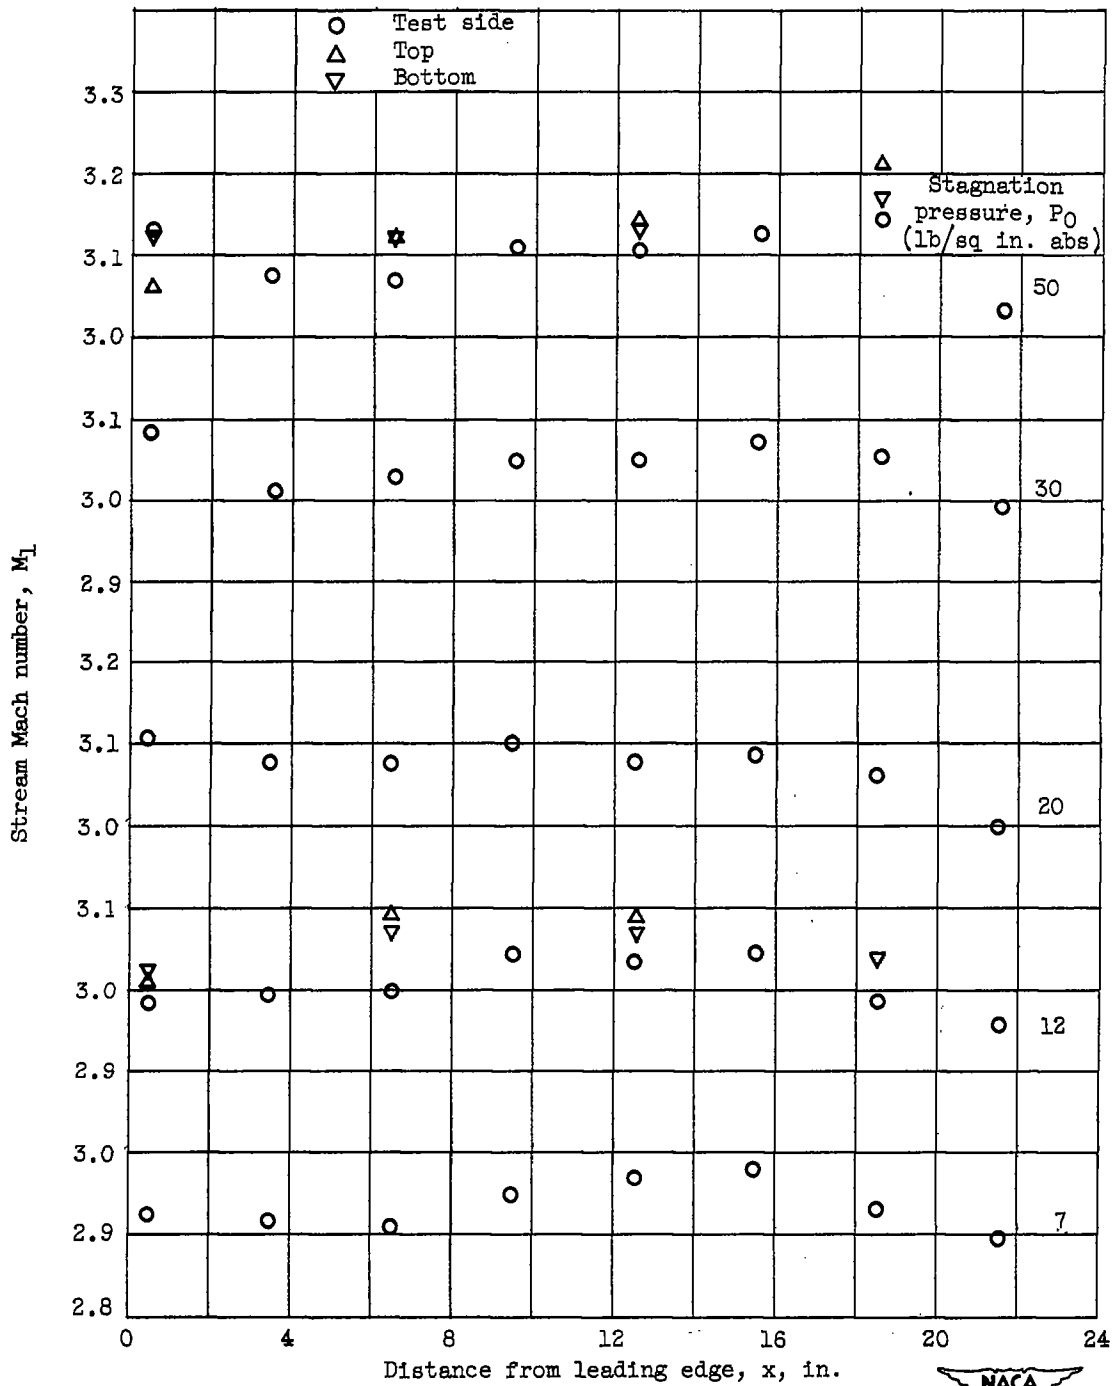 Test side
Top
Bottom
3.3
3.2
3.1
3.0
3.1
3.0
2.9
3.2
3.1
3.0
3.1
3.0
2.9
3.0
2.9
2.8
Stagnation
pressure, P0
(lb/sq in. abs)
50
30
20
12
7
Stream Mach number, M1
0 4 8 12 16 20 24
Distance from leading edge, x, in.
NACA